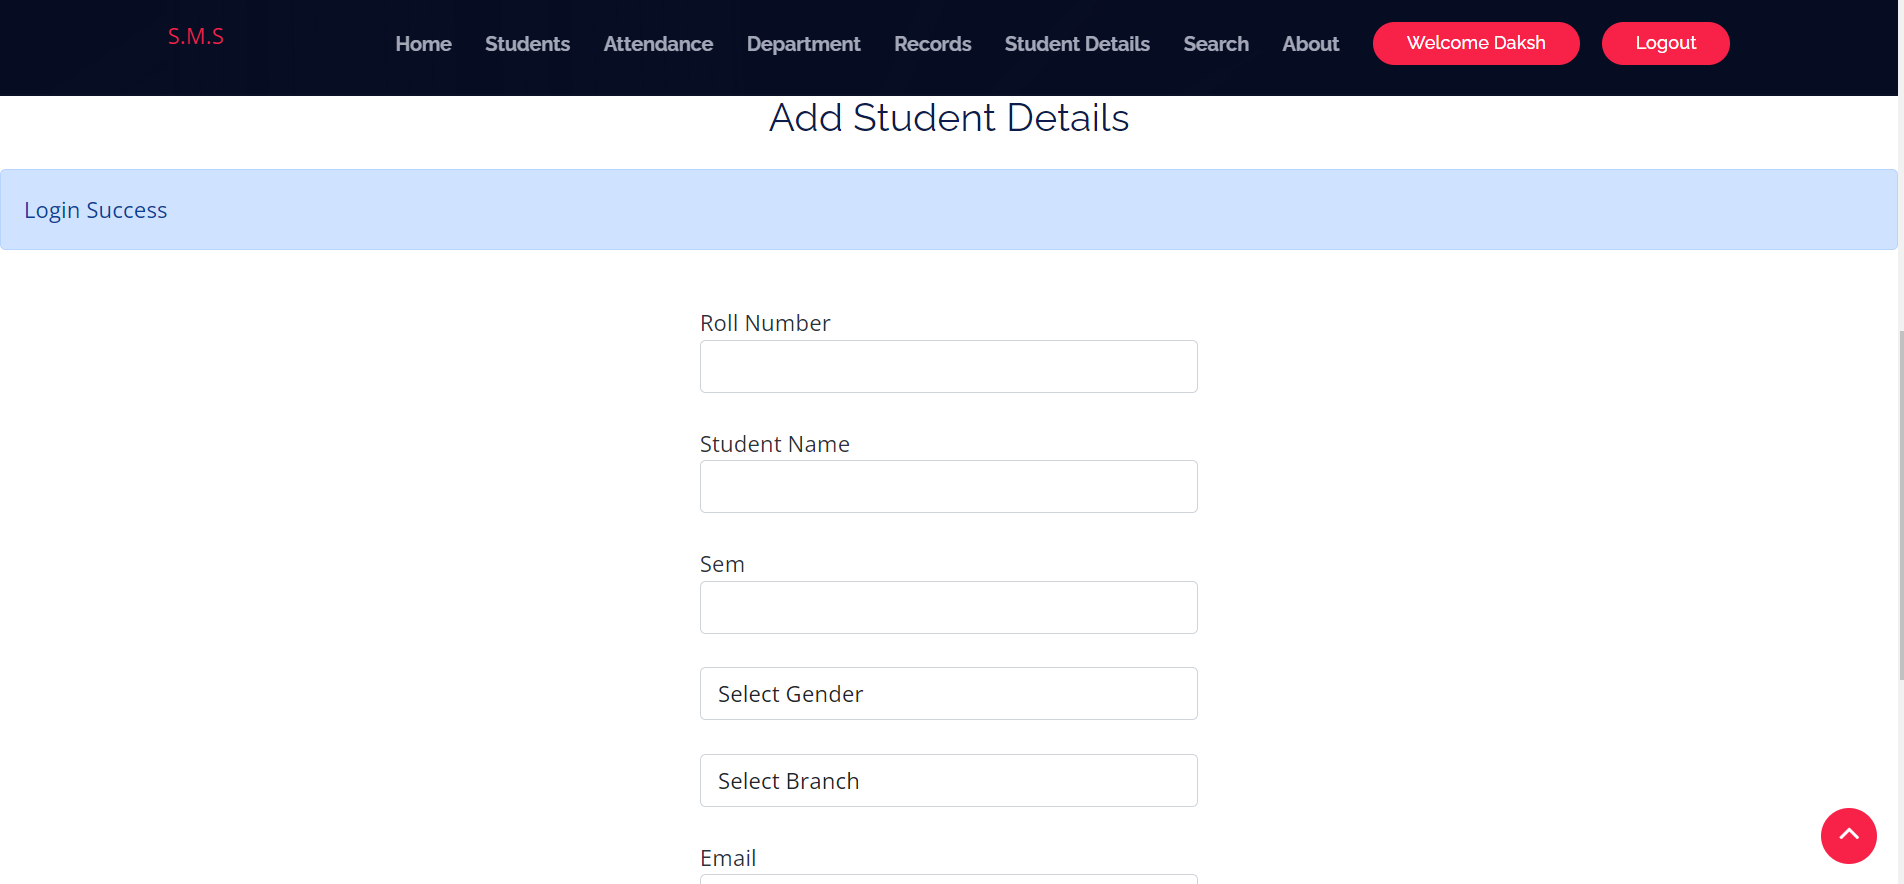 S.M.S
Home Students Attendance Department Records Student Details Search About Welcome Daksh Logout
Add Student Details
Login Success
Roll Number
Student Name
Sem
Select Gender
Select Branch
Email